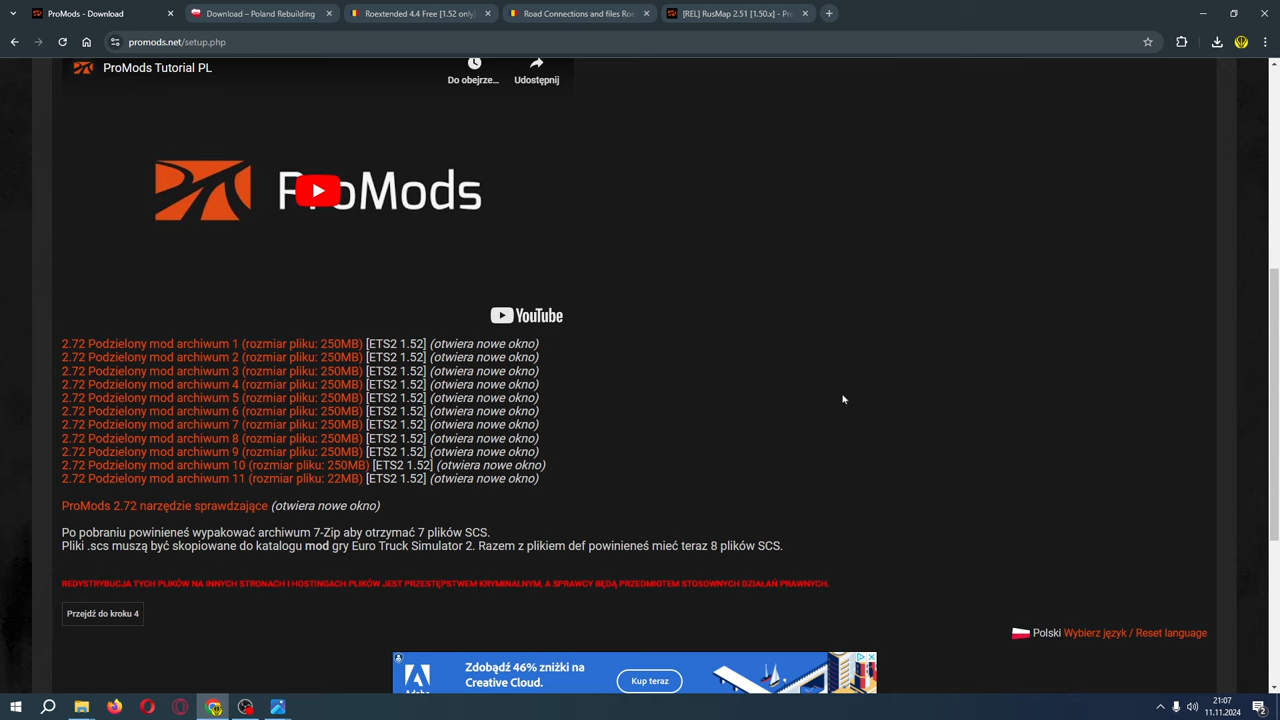 ProMods - Download
Download – Poland Rebuilding
Roextended 4.4 Free [1.52 only]
Road Connections and files Roe
[REL] RusMap 2.51 [1.50.x] - Pr
promods.net/setup.php
ProMods Tutorial PL
Do obejrze...
Udostępnij
ProMods
YouTube
2.72 Podzielony mod archiwum 1 (rozmiar pliku: 250MB) [ETS2 1.52] (otwiera nowe okno)
2.72 Podzielony mod archiwum 2 (rozmiar pliku: 250MB) [ETS2 1.52] (otwiera nowe okno)
2.72 Podzielony mod archiwum 3 (rozmiar pliku: 250MB) [ETS2 1.52] (otwiera nowe okno)
2.72 Podzielony mod archiwum 4 (rozmiar pliku: 250MB) [ETS2 1.52] (otwiera nowe okno)
2.72 Podzielony mod archiwum 5 (rozmiar pliku: 250MB) [ETS2 1.52] (otwiera nowe okno)
2.72 Podzielony mod archiwum 6 (rozmiar pliku: 250MB) [ETS2 1.52] (otwiera nowe okno)
2.72 Podzielony mod archiwum 7 (rozmiar pliku: 250MB) [ETS2 1.52] (otwiera nowe okno)
2.72 Podzielony mod archiwum 8 (rozmiar pliku: 250MB) [ETS2 1.52] (otwiera nowe okno)
2.72 Podzielony mod archiwum 9 (rozmiar pliku: 250MB) [ETS2 1.52] (otwiera nowe okno)
2.72 Podzielony mod archiwum 10 (rozmiar pliku: 250MB) [ETS2 1.52] (otwiera nowe okno)
2.72 Podzielony mod archiwum 11 (rozmiar pliku: 22MB) [ETS2 1.52] (otwiera nowe okno)
ProMods 2.72 narzędzie sprawdzające (otwiera nowe okno)
Po pobraniu powinieneś wypakować archiwum 7-Zip aby otrzymać 7 plików SCS.
Pliki .scs muszą być skopiowane do katalogu mod gry Euro Truck Simulator 2. Razem z plikiem def powinieneś mieć teraz 8 plików SCS.
REDYSTRYBUCJA TYCH PLIKÓW NA INNYCH STRONACH I HOSTINGACH PLIKÓW JEST PRZESTĘPSTWEM KRYMINALNYM, A SPRAWCY BĘDĄ PRZEDMIOTEM STOSOWNYCH DZIAŁAŃ PRAWNYCH.
Przejdź do kroku 4
Polski Wybierz język / Reset language
Zdobądź 46% zniżki na
Creative Cloud.
Kup teraz
Adobe
21:07
11.11.2024
2